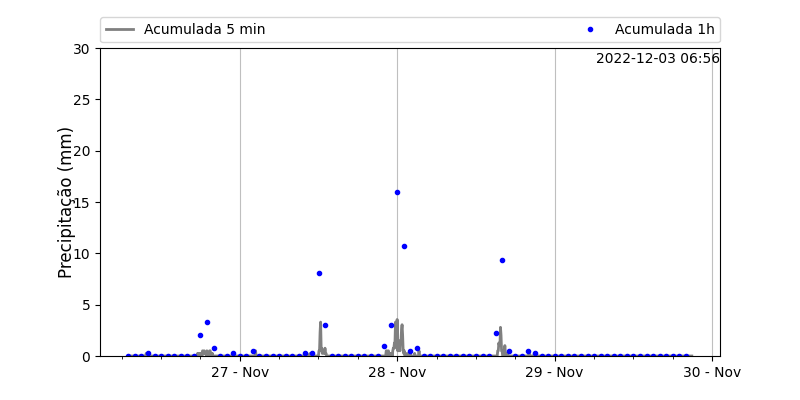 Acumulada 5 min
Acumulada 1h
2022-12-03 06:56
Precipitação (mm)
30
25
20
15
10
5
0
27 - Nov
28 - Nov
29 - Nov
30 - Nov